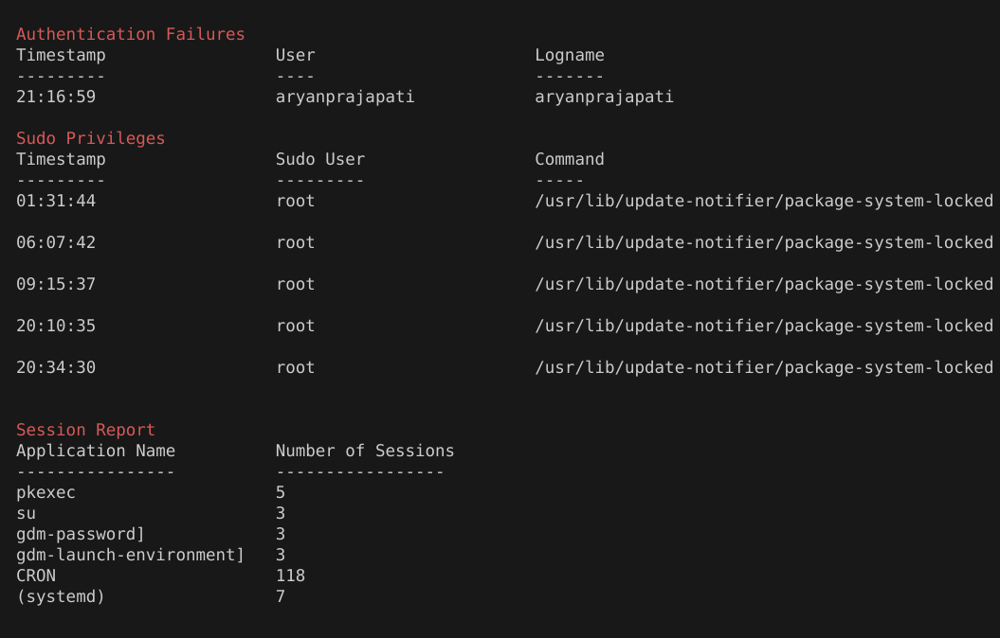 Authentication Failures
Timestamp User Logname
--------- ---- -------
21:16:59 aryanprajapati aryanprajapati
Sudo Privileges
Timestamp Sudo User Command
--------- --------- -----
01:31:44 root /usr/lib/update-notifier/package-system-locked
06:07:42 root /usr/lib/update-notifier/package-system-locked
09:15:37 root /usr/lib/update-notifier/package-system-locked
20:10:35 root /usr/lib/update-notifier/package-system-locked
20:34:30 root /usr/lib/update-notifier/package-system-locked
Session Report
Application Name Number of Sessions
---------------- -----------------
pkexec 5
su 3
gdm-password] 3
gdm-launch-environment] 3
CRON 118
(systemd) 7